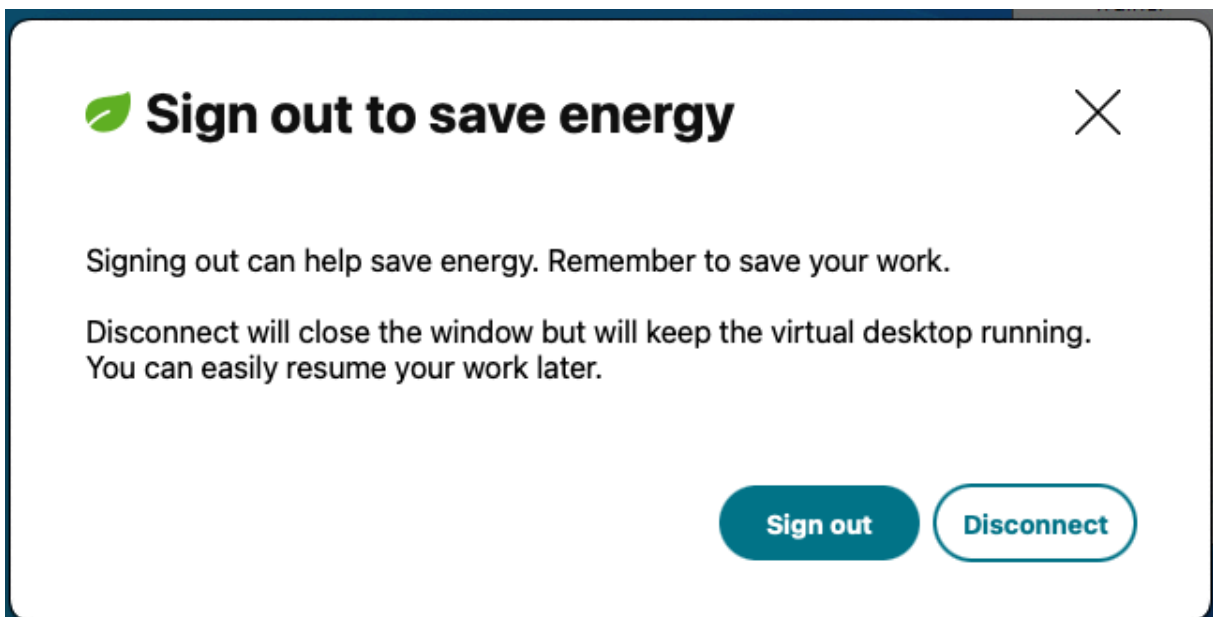 Sign out to save energy
Signing out can help save energy. Remember to save your work.
Disconnect will close the window but will keep the virtual desktop running.
You can easily resume your work later.
Sign out
Disconnect